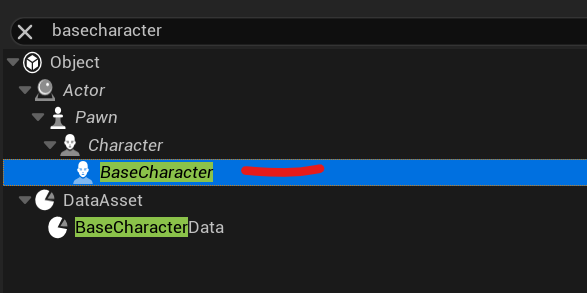 basecharacter
Object
Actor
Pawn
Character
BaseCharacter
DataAsset
BaseCharacterData